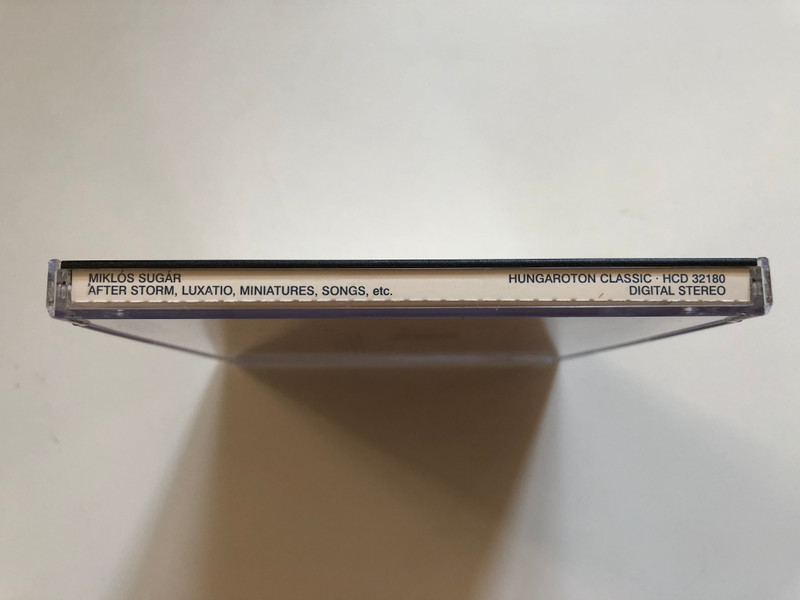 MIKLÓS SUGÁR
AFTER STORM, LUXATIO, MINIATURES, SONGS, etc.
HUNGAROTON CLASSIC · HCD 32180
DIGITAL STEREO